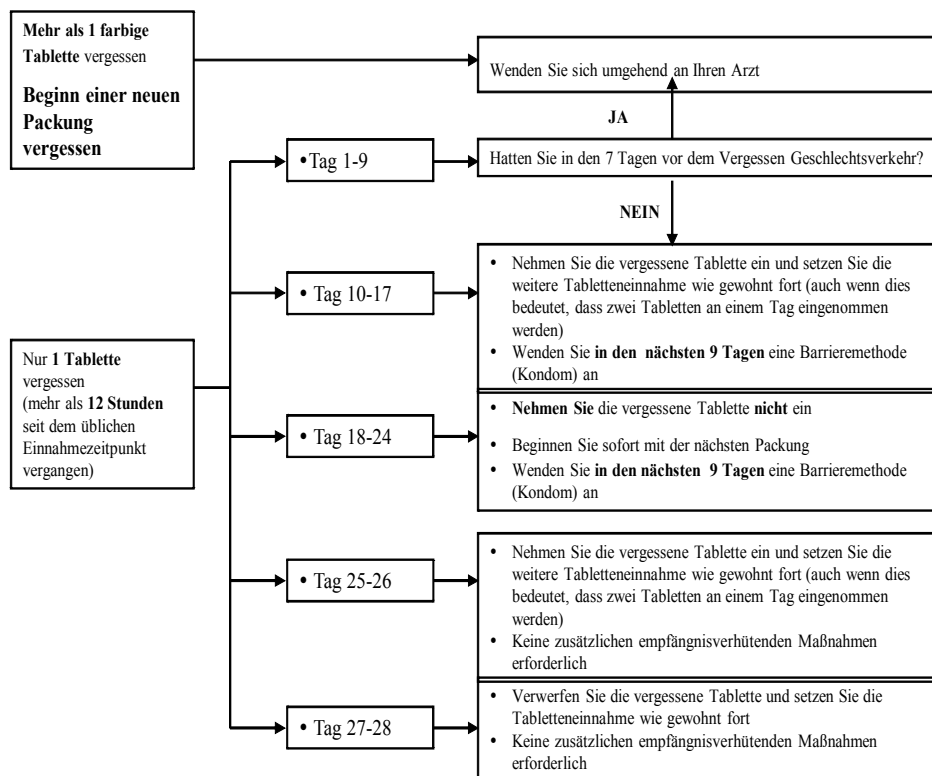 Mehr als 1 farbige
Tablette vergessen
Beginn einer neuen
Packung
vergessen
Wenden Sie sich umgehend an Ihren Arzt
JA
• Tag 1-9
Hatten Sie in den 7 Tagen vor dem Vergessen Geschlechtsverkehr?
NEIN
• Tag 10-17
• Nehmen Sie die vergessene Tablette ein und setzen Sie die
weitere Tabletteneinnahme wie gewohnt fort (auch wenn dies
bedeutet, dass zwei Tabletten an einem Tag eingenommen
werden)
• Wenden Sie in den nächsten 9 Tagen eine Barrieremethode
(Kondom) an
Nur 1 Tablette
vergessen
(mehr als 12 Stunden
seit dem üblichen
Einnahmezeitpunkt
vergangen)
• Tag 18-24
• Nehmen Sie die vergessene Tablette nicht ein
• Beginnen Sie sofort mit der nächsten Packung
• Wenden Sie in den nächsten 9 Tagen eine Barrieremethode
(Kondom) an
• Tag 25-26
• Nehmen Sie die vergessene Tablette ein und setzen Sie die
weitere Tabletteneinnahme wie gewohnt fort (auch wenn dies
bedeutet, dass zwei Tabletten an einem Tag eingenommen
werden)
• Keine zusätzlichen empfängnisverhütenden Maßnahmen
erforderlich
• Tag 27-28
• Verwerfen Sie die vergessene Tablette und setzen Sie die
Tabletteneinnahme wie gewohnt fort
• Keine zusätzlichen empfängnisverhütenden Maßnahmen
erforderlich